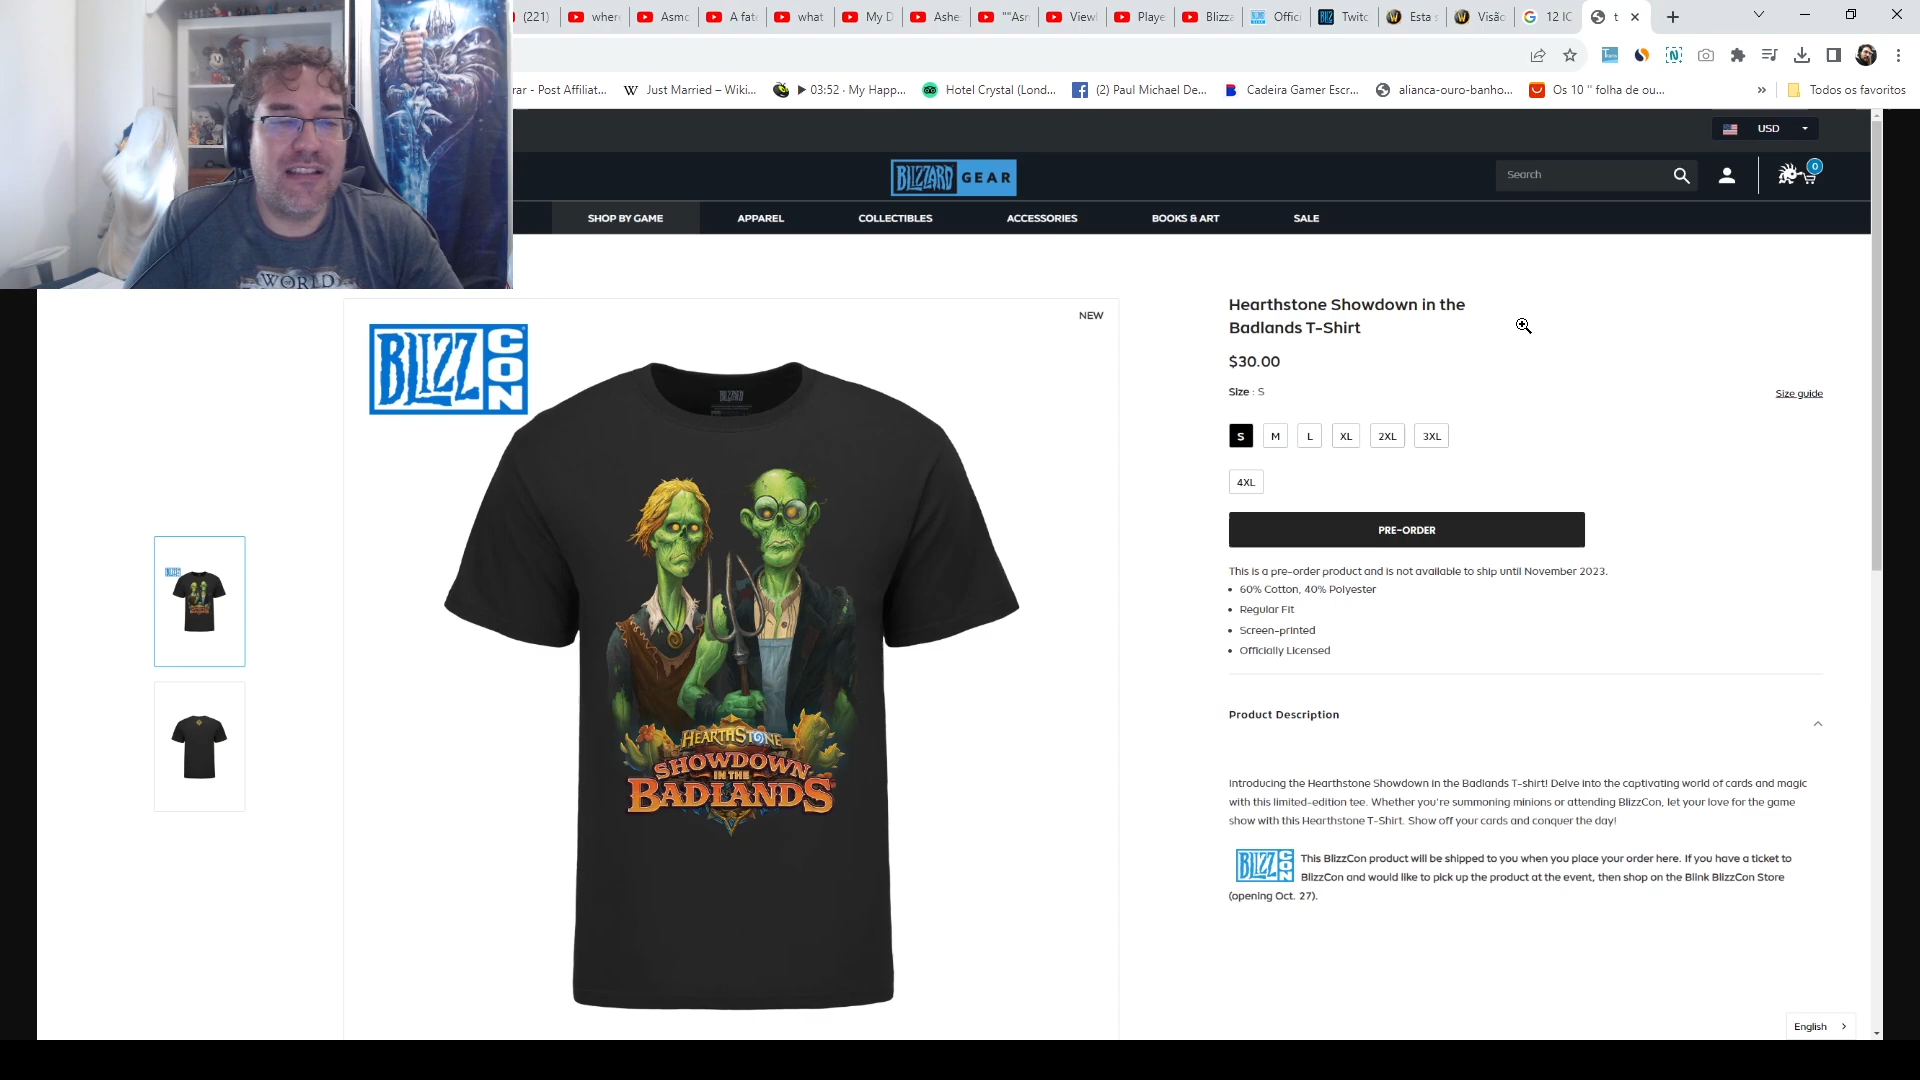 (221)
where
Asmo
A fat
what
My D
Ashe
""Asn
View
Playe
Blizza
Offici
Twitc
Esta s
Visão
12 IC
t
rar - Post Affiliat...
Just Married – Wiki...
▶ 03:52 · My Happ...
Hotel Crystal (Lond...
(2) Paul Michael De...
Cadeira Gamer Escr...
alianca-ouro-banho...
Os 10 " folha de ou...
»
Todos os favoritos
USD
BLIZZARD GEAR
Search
0
SHOP BY GAME
APPAREL
COLLECTIBLES
ACCESSORIES
BOOKS & ART
SALE
WORLD
NEW
BLIZZCON
Hearthstone Showdown in the
Badlands T-Shirt
$30.00
Size : S
Size guide
S
M
L
XL
2XL
3XL
4XL
PRE-ORDER
This is a pre-order product and is not available to ship until November 2023.
• 60% Cotton, 40% Polyester
• Regular Fit
• Screen-printed
• Officially Licensed
HEARTHSTONE
SHOWDOWN
IN THE
BADLANDS
Product Description
Introducing the Hearthstone Showdown in the Badlands T-shirt! Delve into the captivating world of cards and magic
with this limited-edition tee. Whether you're summoning minions or attending BlizzCon, let your love for the game
show with this Hearthstone T-Shirt. Show off your cards and conquer the day!
BLIZZCON This BlizzCon product will be shipped to you when you place your order here. If you have a ticket to
BlizzCon and would like to pick up the product at the event, then shop on the Blink BlizzCon Store
(opening Oct. 27).
English